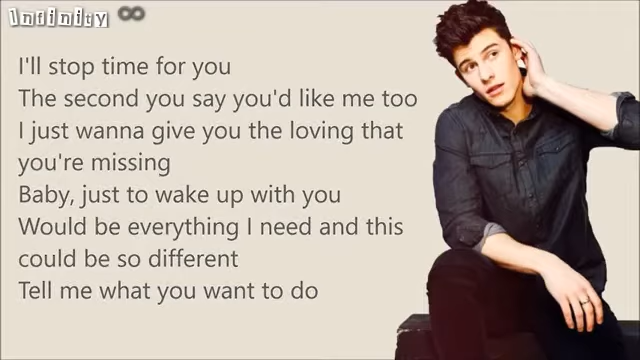 Infinity ∞
I'll stop time for you
The second you say you'd like me too
I just wanna give you the loving that
you're missing
Baby, just to wake up with you
Would be everything I need and this
could be so different
Tell me what you want to do